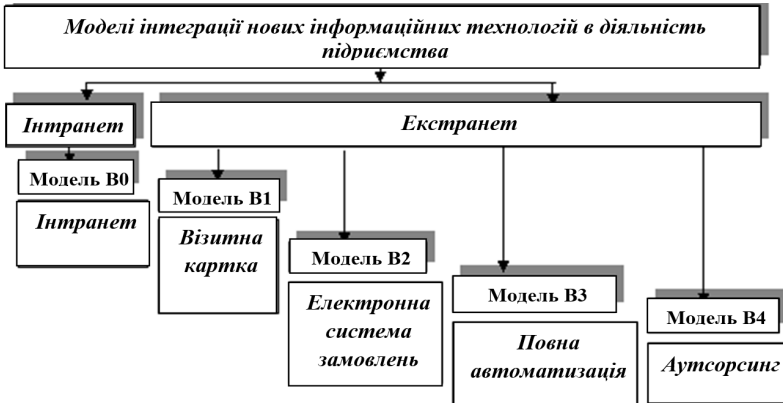 Моделі інтеграції нових інформаційних технологій в діяльність
підриємства
Інтранет
Екстранет
Модель В0
Інтранет
Модель В1
Візитна
картка
Модель В2
Електронна
система
замовлень
Модель В3
Повна
автоматизація
Модель В4
Аутсорсинг